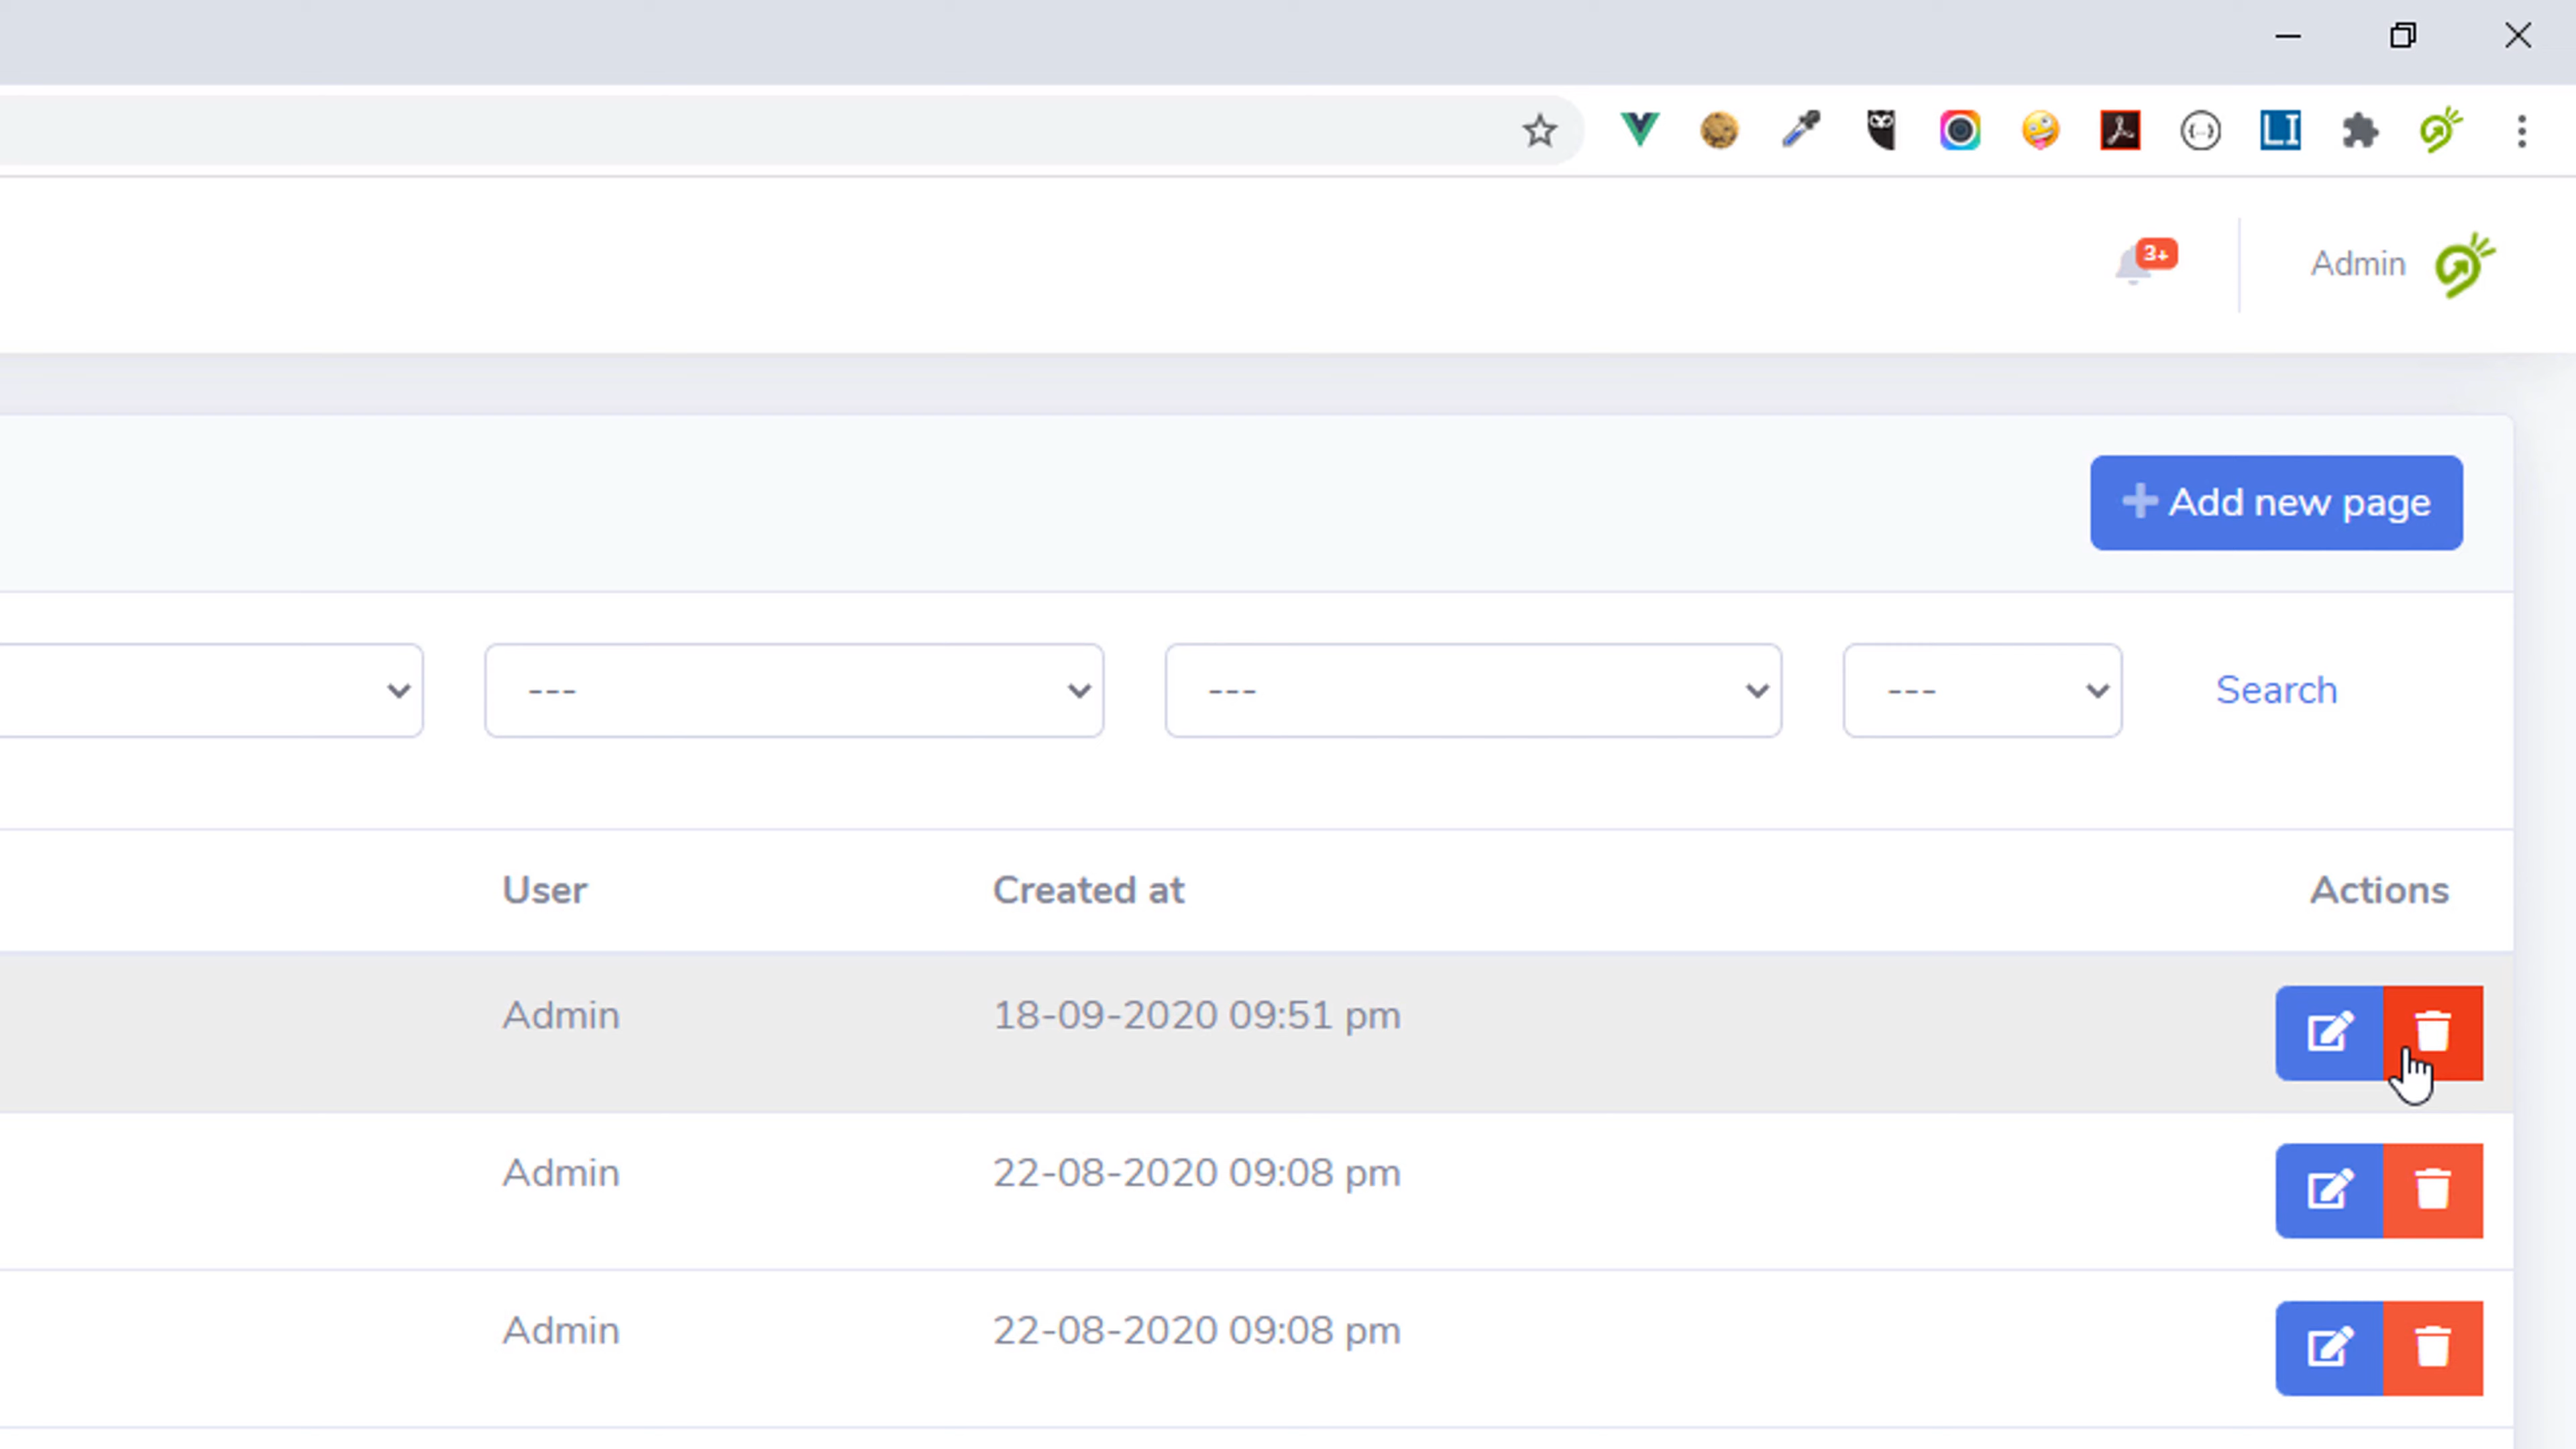 LI
3+
Admin
Add new page
---
---
---
Search
User Created at Actions
Admin 18-09-2020 09:51 pm
Admin 22-08-2020 09:08 pm
Admin 22-08-2020 09:08 pm